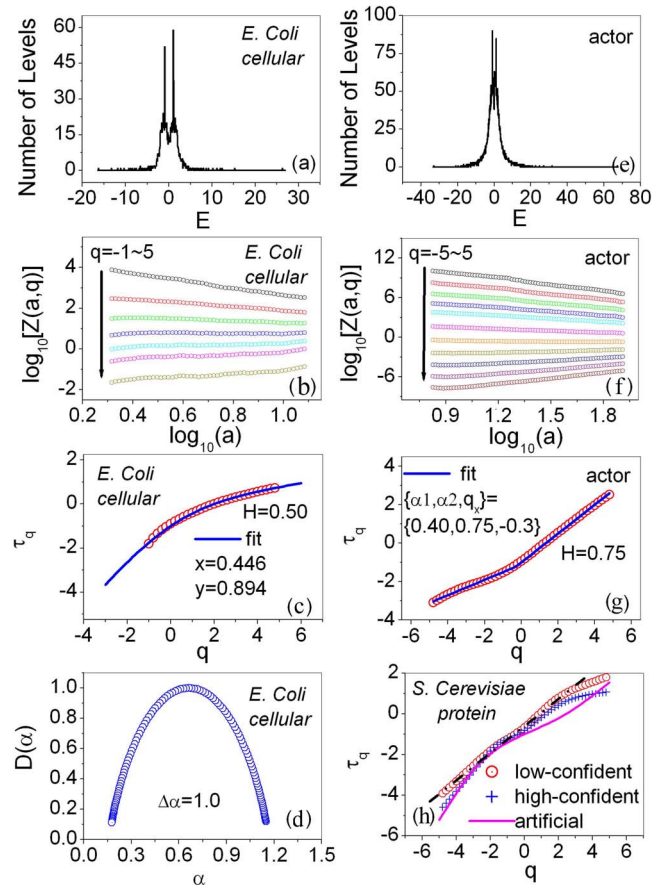 60
45
30
15
0
Number of Levels
E. Coli
cellular
(a)
-20 -10 0 10 20 30
E
100
75
50
25
0
Number of Levels
actor
(e)
-40 -20 0 20 40 60 80
E
4
2
0
-2
log10[Z(a,q)]
q=-1~5
E. Coli
cellular
(b)
0.2 0.4 0.6 0.8 1.0 1.2
log10(a)
12
6
0
-6
log10[Z(a,q)]
q=-5~5
actor
(f)
0.9 1.2 1.5 1.8
log10(a)
2
0
-2
-4
τq
E. Coli
cellular
H=0.50
fit
x=0.446
y=0.894
(c)
-4 -2 0 2 4 6
q
4
2
0
-2
-4
τq
fit
actor
{α1,α2,qx}=
{0.40,0.75,-0.3}
H=0.75
(g)
-4 0 4
q
1.0
0.8
0.6
0.4
0.2
0.0
D(α)
E. Coli
cellular
Δα=1.0
(d)
0.0 0.3 0.6 0.9 1.2 1.5
α
2
0
-2
-4
-6
τq
S. Cerevisiae
protein
low-confident
high-confident
artificial
(h)
-6 -4 -2 0 2 4 6
q